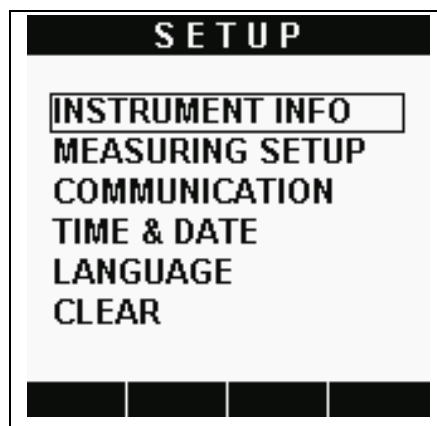 SETUP
INSTRUMENT INFO
MEASURING SETUP
COMMUNICATION
TIME & DATE
LANGUAGE
CLEAR